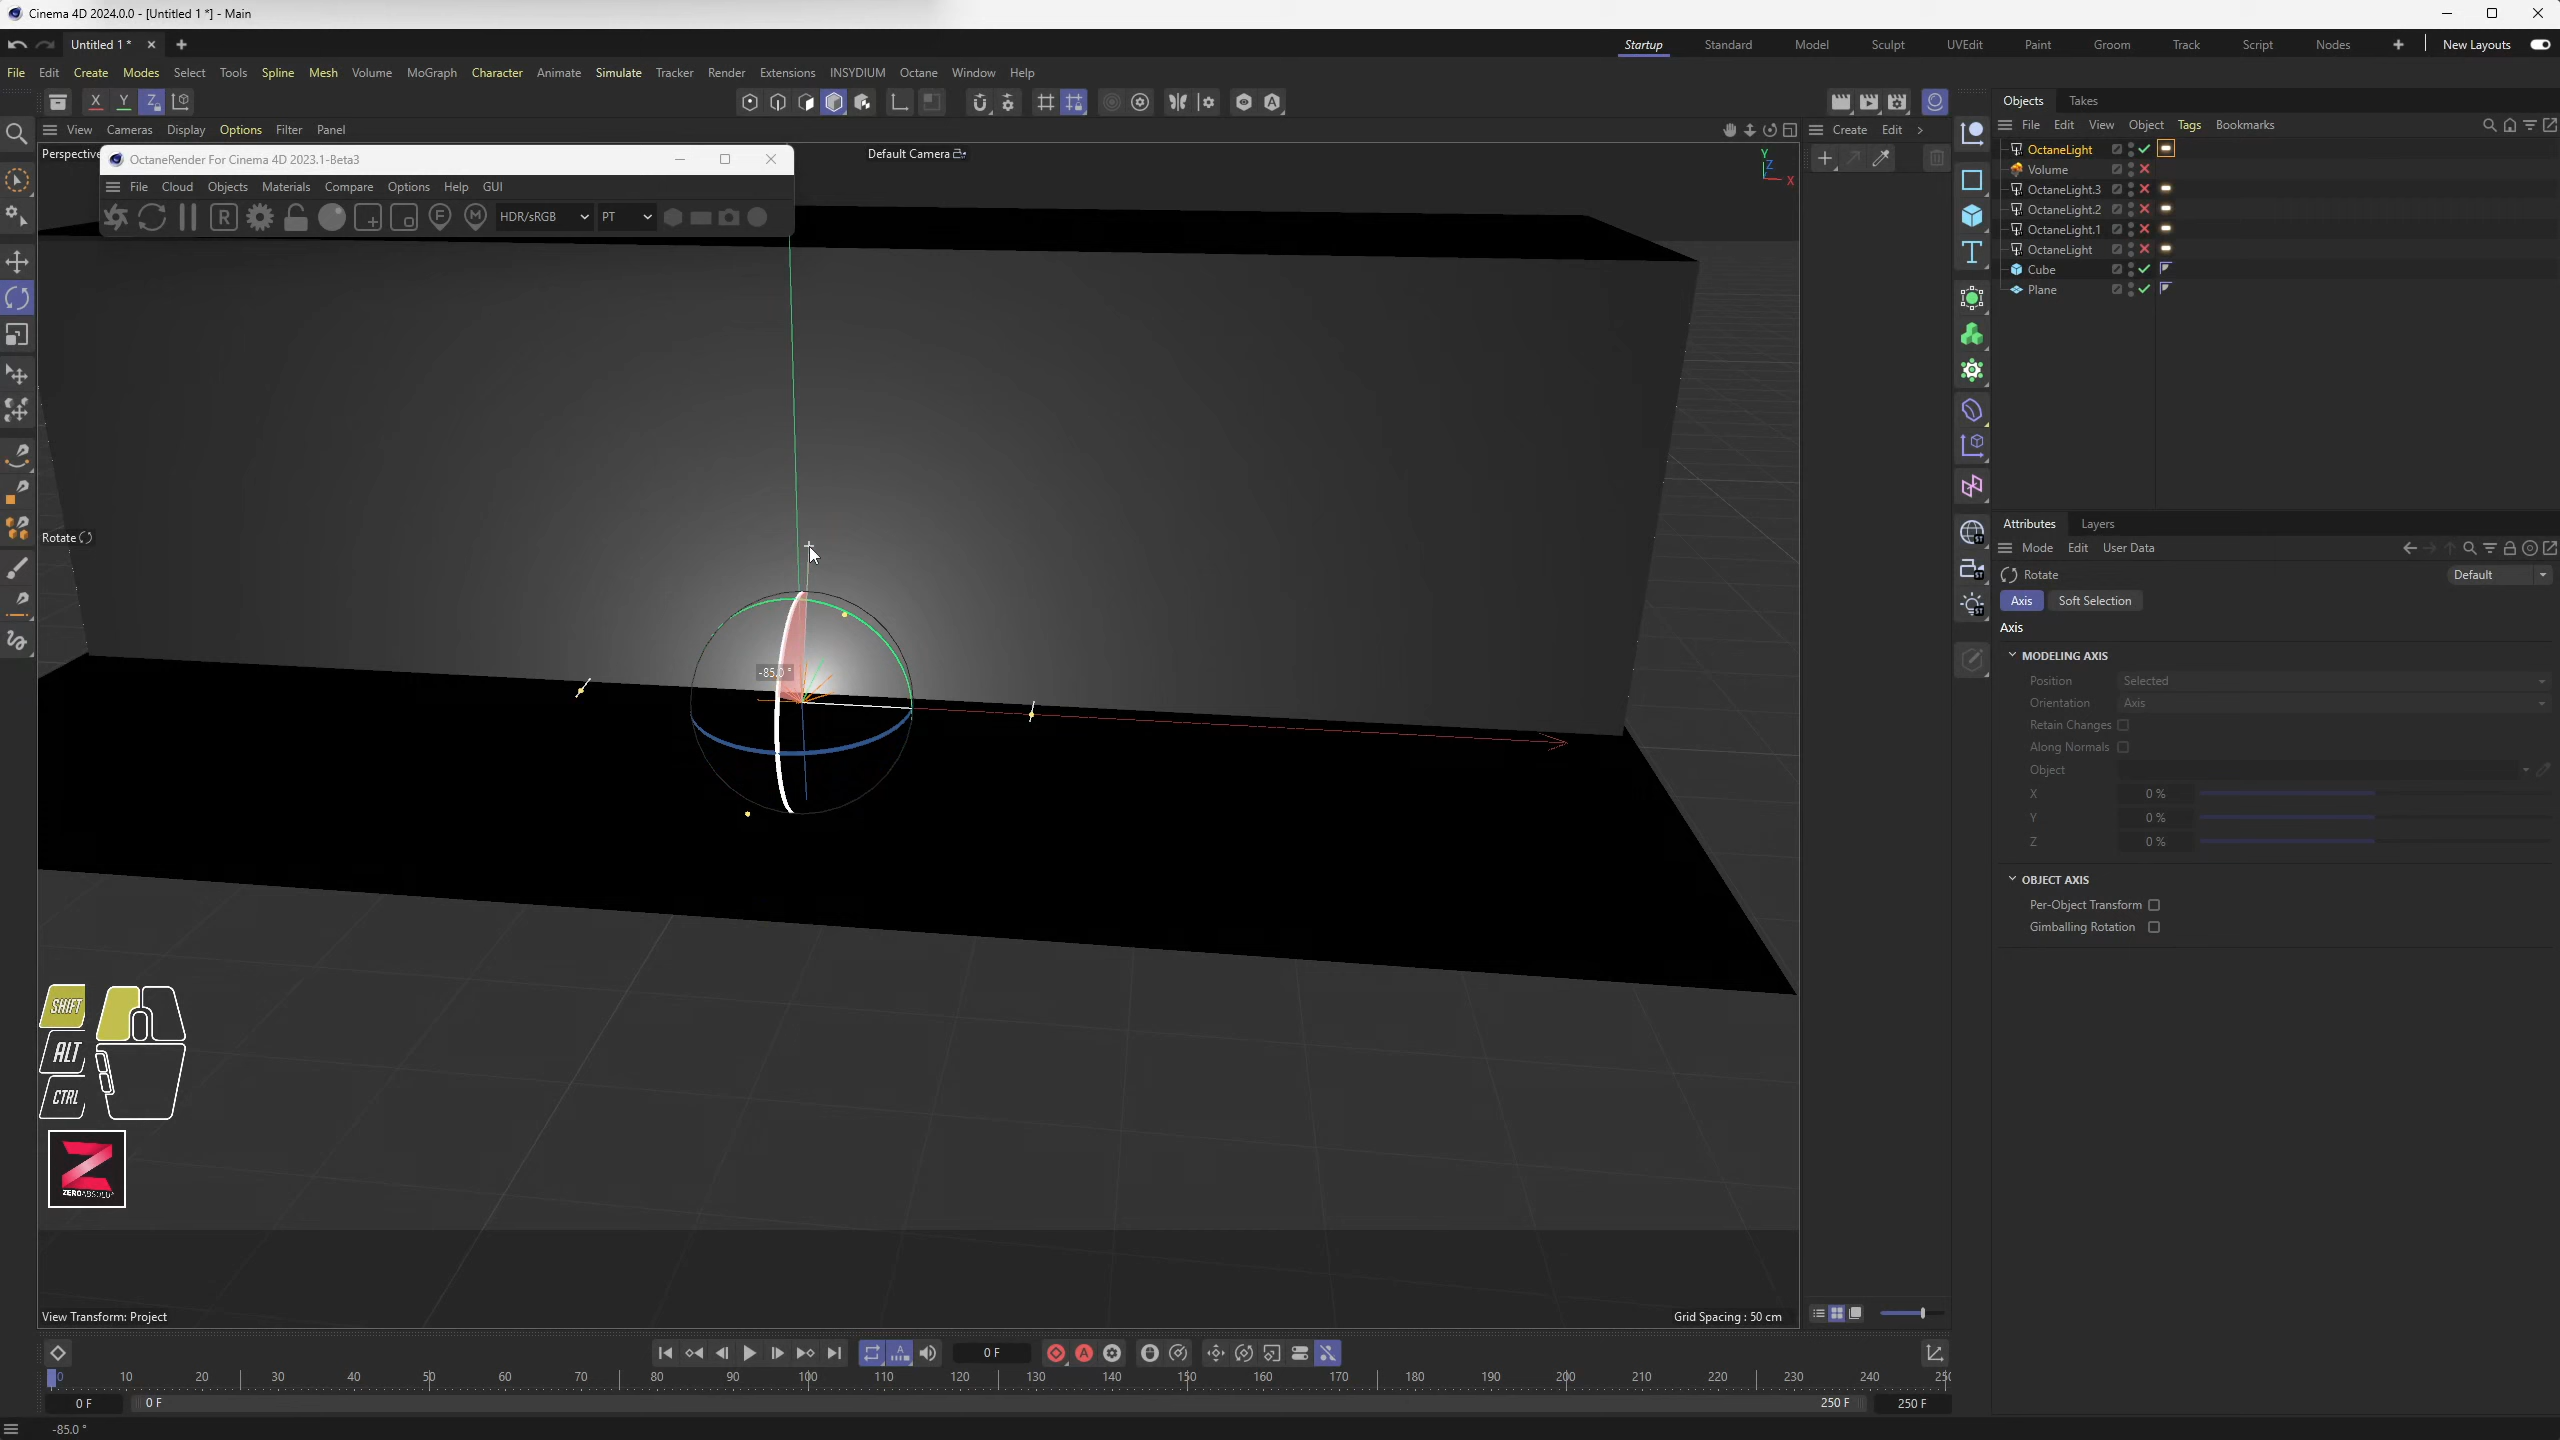 Cinema 4D 2024.0.0 - [Untitled 1 *] - Main
Untitled 1 *
Startup Standard Model Sculpt UVEdit Paint Groom Track Script Nodes New Layouts
File Edit Create Modes Select Tools Spline Mesh Volume MoGraph Character Animate Simulate Tracker Render Extensions INSYDIUM Octane Window Help
X Y Z
View Cameras Display Options Filter Panel
Perspective
Default Camera
Y
Z
X
OctaneRender For Cinema 4D 2023.1-Beta3
File Cloud Objects Materials Compare Options Help GUI
HDR/sRGB PT
Rotate
-85.0 °
SHIFT
ALT
CTRL
ZEROABSOLUX
View Transform: Project
Grid Spacing : 50 cm
Create Edit
Objects Takes
File Edit View Object Tags Bookmarks
OctaneLight
Volume
OctaneLight.3
OctaneLight.2
OctaneLight.1
OctaneLight
Cube
Plane
Attributes Layers
Mode Edit User Data
Rotate Default
Axis Soft Selection
Axis
MODELING AXIS
Position Selected
Orientation Axis
Retain Changes
Along Normals
Object
X 0 %
Y 0 %
Z 0 %
OBJECT AXIS
Per-Object Transform
Gimballing Rotation
0 F
0 10 20 30 40 50 60 70 80 90 100 110 120 130 140 150 160 170 180 190 200 210 220 230 240
0 F 0 F 250 F 250 F
-85.0 °